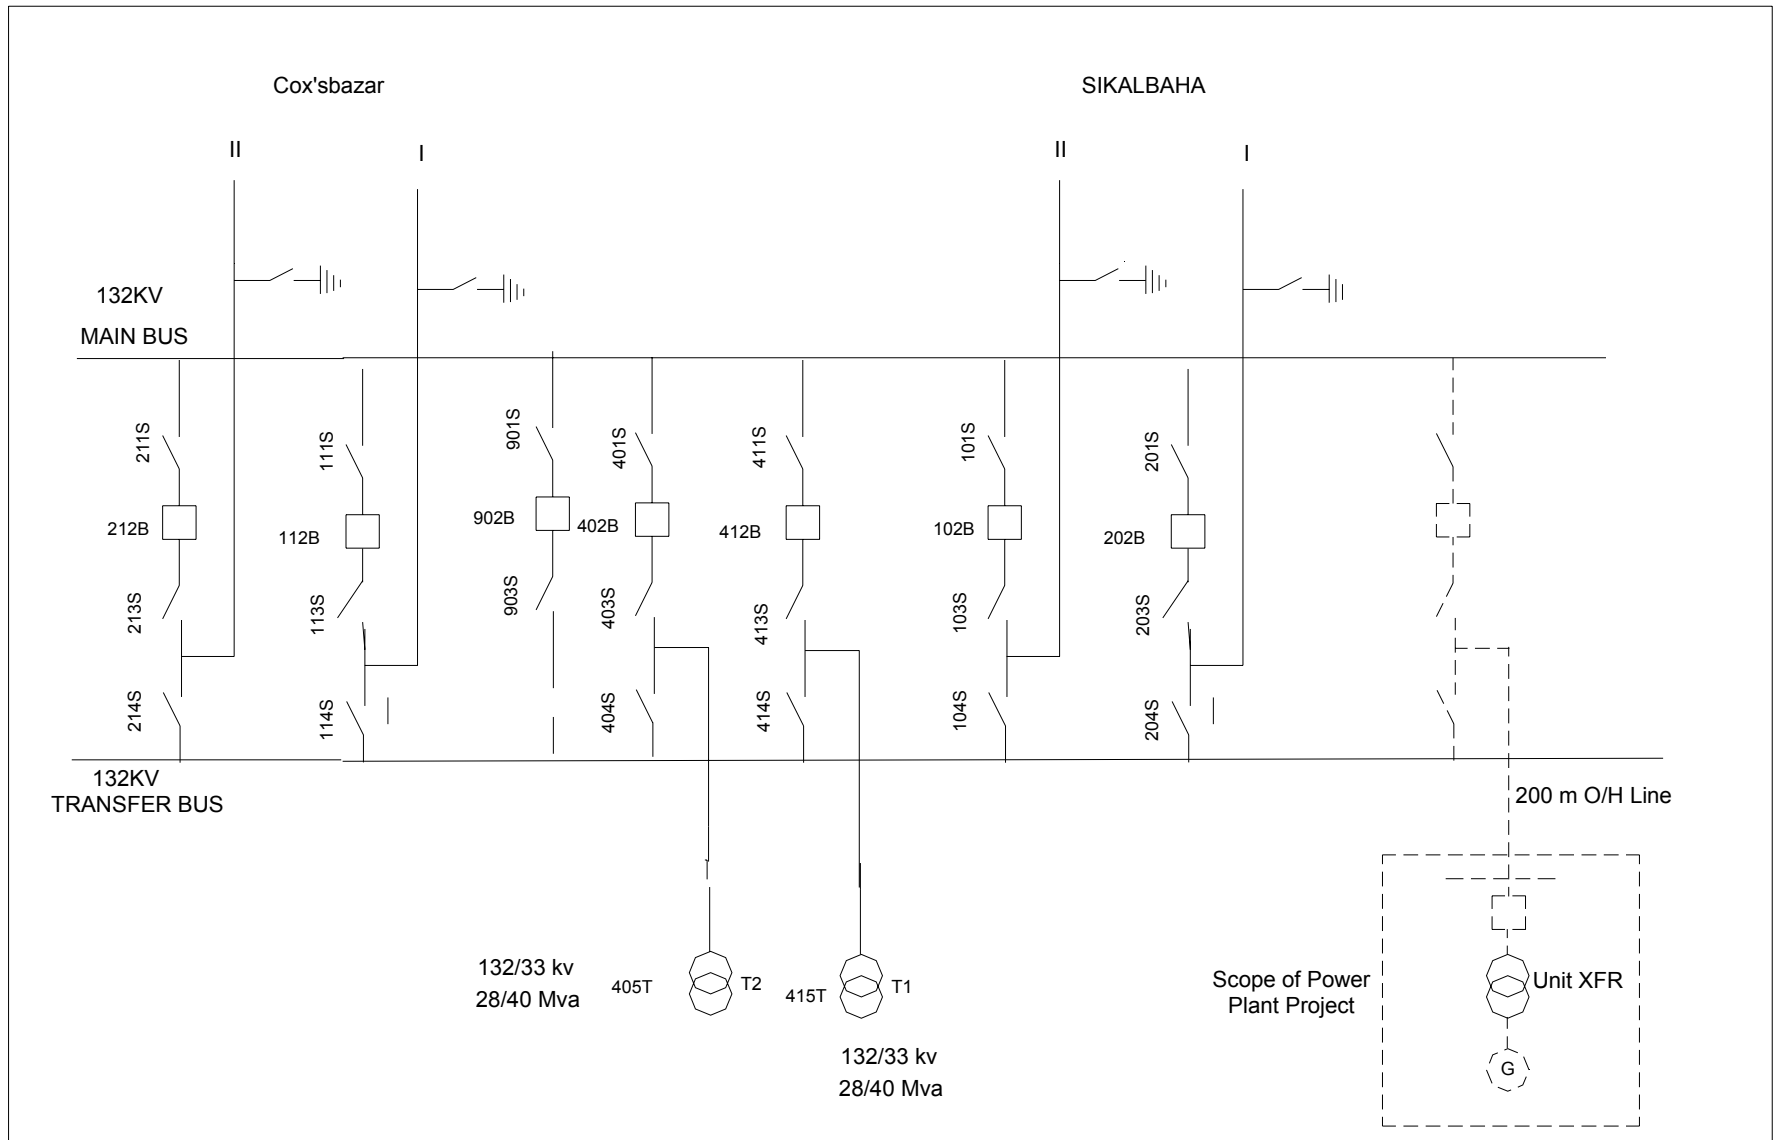 Cox'sbazar
SIKALBAHA
II
I
II
I
132KV
MAIN BUS
211S
111S
901S
401S
411S
101S
201S
212B
112B
902B
402B
412B
102B
202B
213S
113S
903S
403S
413S
103S
203S
214S
114S
404S
414S
104S
204S
132KV
TRANSFER BUS
200 m O/H Line
132/33 kv
28/40 Mva
405T
T2
415T
T1
132/33 kv
28/40 Mva
Scope of Power
Plant Project
Unit XFR
G